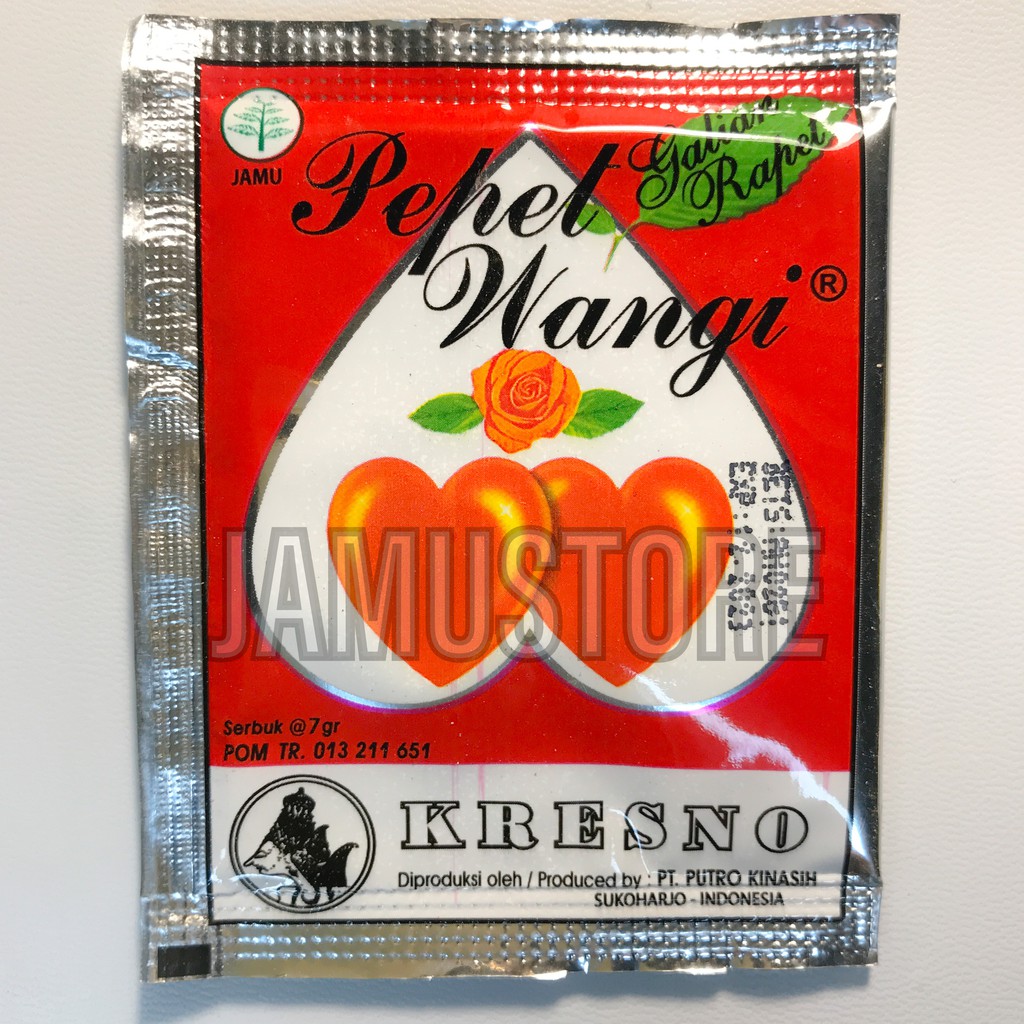 JAMU
Pepet
Wangi®
Galian
Rapet
JAMUSTORE
Serbuk @7gr
POM TR. 013 211 651
KRESNO
Diproduksi oleh / Produced by : PT. PUTRO KINASIH
SUKOHARJO - INDONESIA